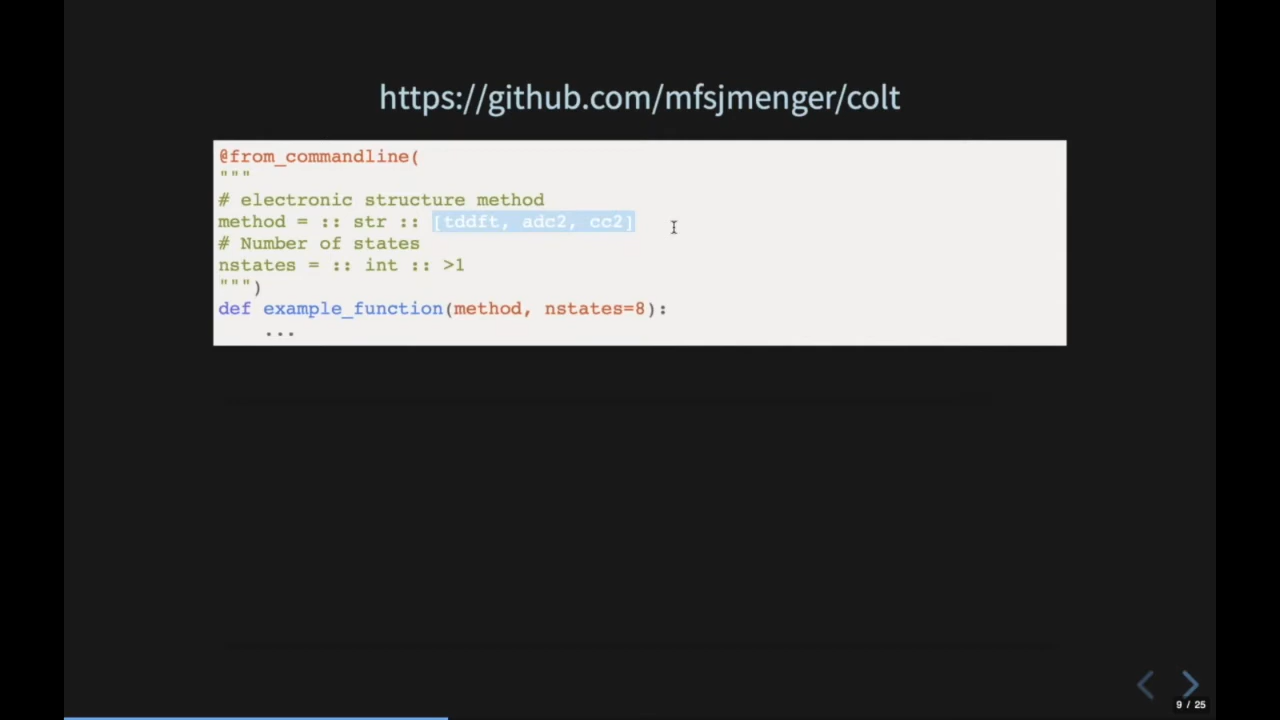 https://github.com/mfsjmenger/colt
@from_commandline(
"""
# electronic structure method
method = :: str :: [tddft, adc2, cc2]
# Number of states
nstates = :: int :: >1
""")
def example_function(method, nstates=8):
...
9 / 25